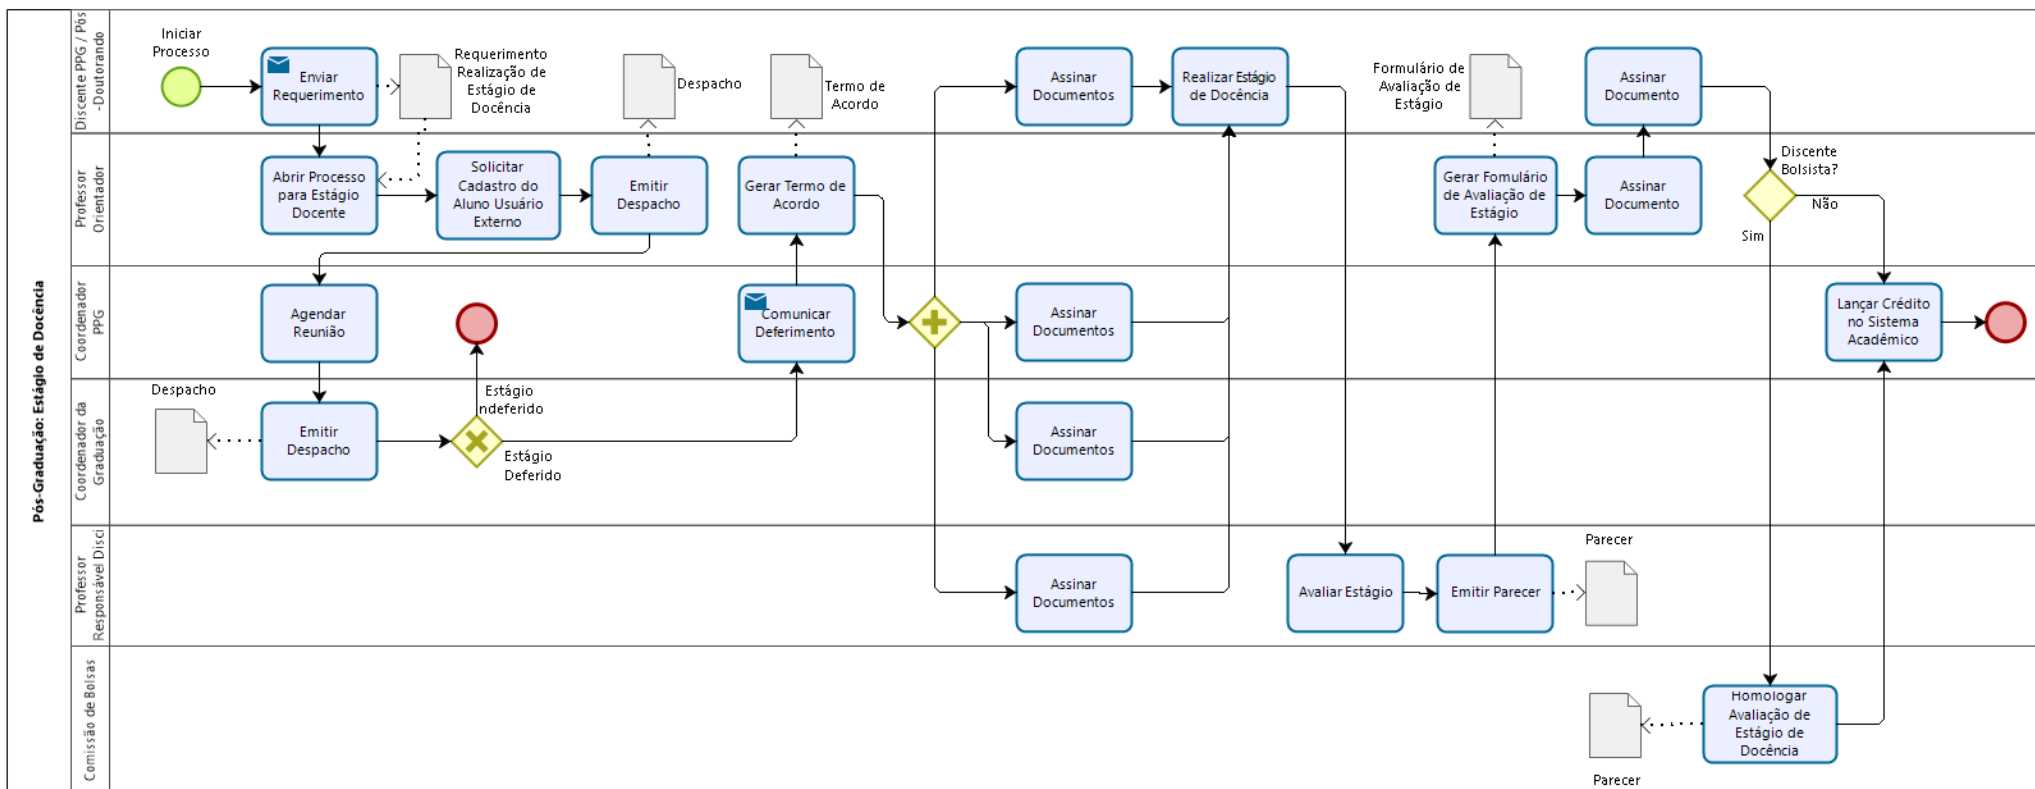 Pós-Graduação: Estágio de Docência
Discente PPG / Pós
-Doutorando
Iniciar
Processo
Enviar
Requerimento
Requerimento
Realização de
Estágio de
Docência
Despacho
Termo de
Acordo
Assinar
Documentos
Realizar Estágio
de Docência
Formulário de
Avaliação de
Estágio
Assinar
Documento
Professor
Orientador
Abrir Processo
para Estágio
Docente
Solicitar
Cadastro do
Aluno Usuário
Externo
Emitir
Despacho
Gerar Termo de
Acordo
Gerar Fomulário
de Avaliação de
Estágio
Assinar
Documento
Discente
Bolsista?
Não
Sim
Coordenador
PPG
Agendar
Reunião
Comunicar
Deferimento
Assinar
Documentos
Lançar Crédito
no Sistema
Acadêmico
Coordenador da
Graduação
Despacho
Emitir
Despacho
Estágio
ndeferido
Estágio
Deferido
Assinar
Documentos
Professor
Responsável Disci
Assinar
Documentos
Avaliar Estágio
Emitir Parecer
Parecer
Comissão de Bolsas
Homologar
Avaliação de
Estágio de
Docência
Parecer